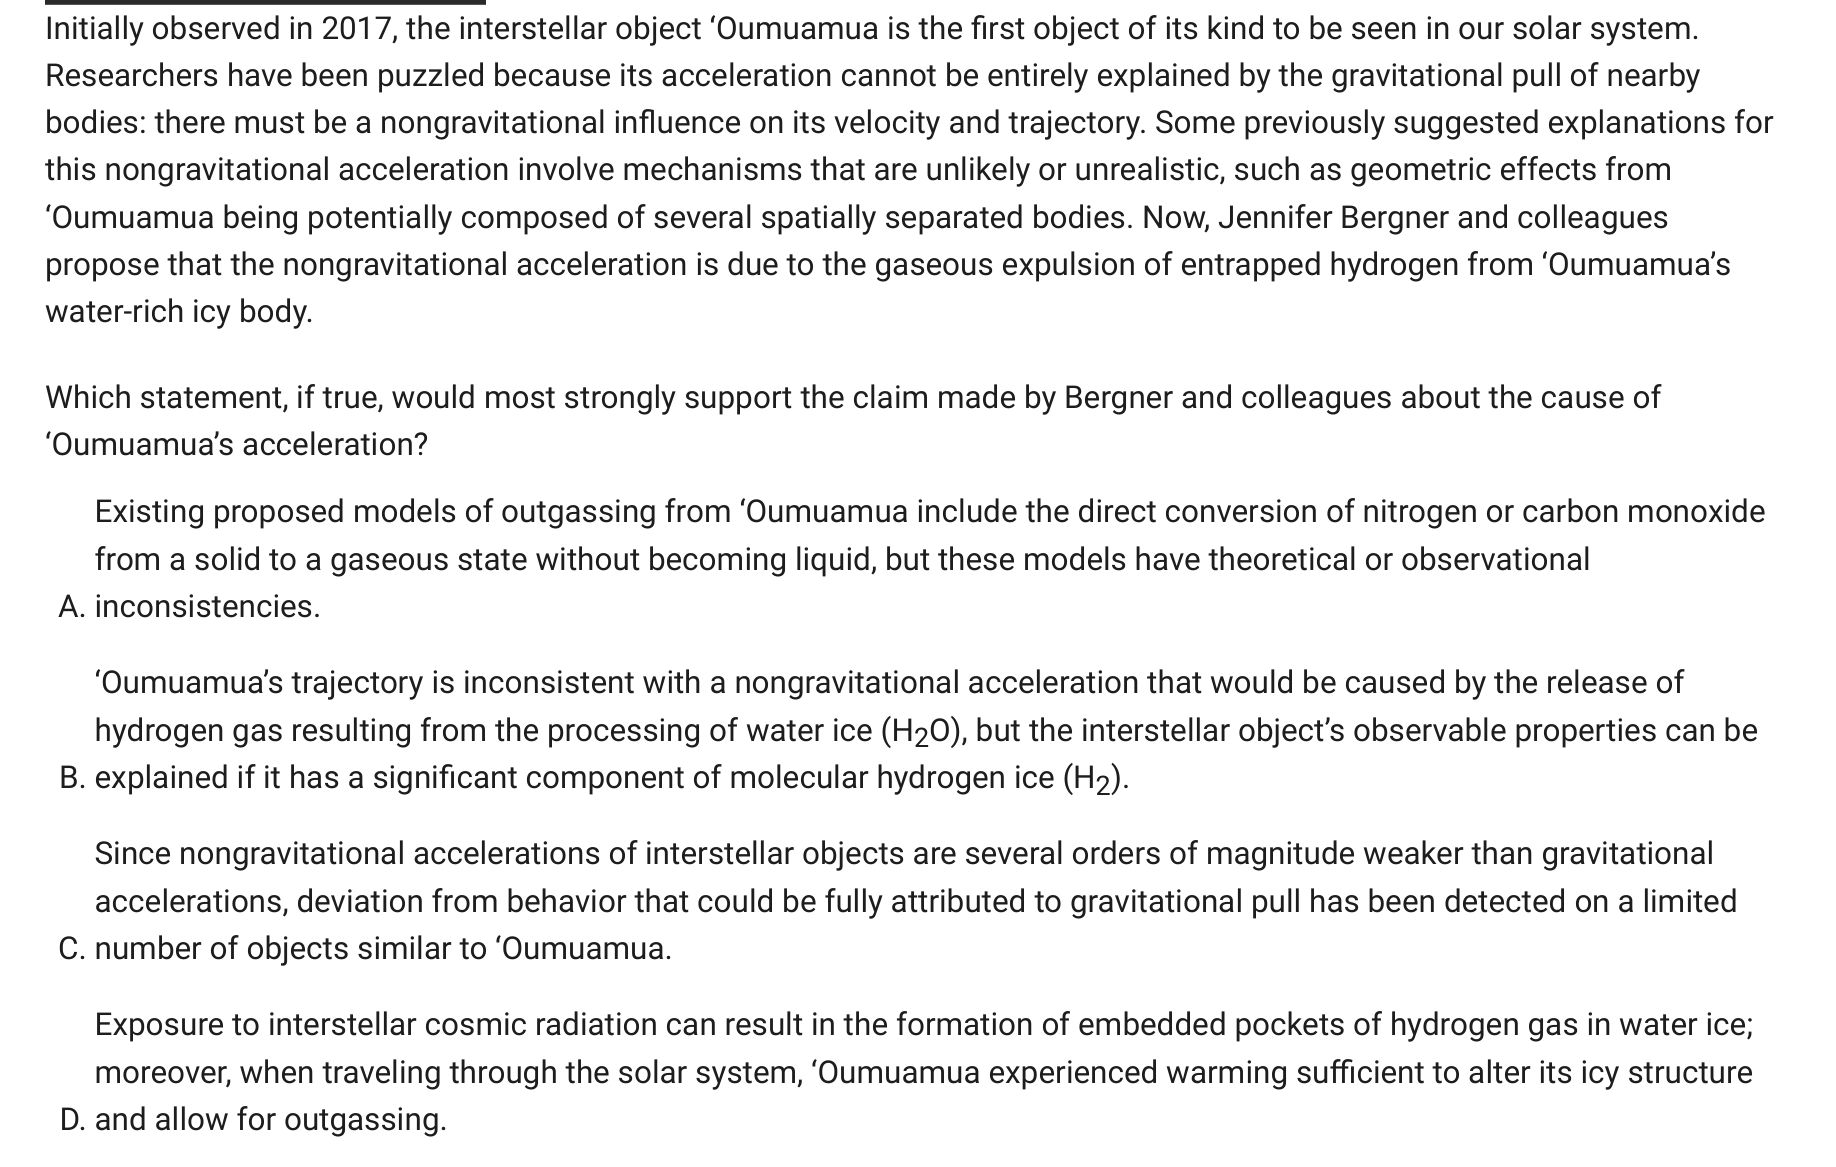 Initially observed in 2017, the interstellar object ‘Oumuamua is the first object of its kind to be seen in our solar system.
Researchers have been puzzled because its acceleration cannot be entirely explained by the gravitational pull of nearby
bodies: there must be a nongravitational influence on its velocity and trajectory. Some previously suggested explanations for
this nongravitational acceleration involve mechanisms that are unlikely or unrealistic, such as geometric effects from
‘Oumuamua being potentially composed of several spatially separated bodies. Now, Jennifer Bergner and colleagues
propose that the nongravitational acceleration is due to the gaseous expulsion of entrapped hydrogen from ‘Oumuamua’s
water-rich icy body.
Which statement, if true, would most strongly support the claim made by Bergner and colleagues about the cause of
‘Oumuamua’s acceleration?
Existing proposed models of outgassing from ‘Oumuamua include the direct conversion of nitrogen or carbon monoxide
from a solid to a gaseous state without becoming liquid, but these models have theoretical or observational
A. inconsistencies.
‘Oumuamua’s trajectory is inconsistent with a nongravitational acceleration that would be caused by the release of
hydrogen gas resulting from the processing of water ice (H₂O), but the interstellar object’s observable properties can be
B. explained if it has a significant component of molecular hydrogen ice (H₂).
Since nongravitational accelerations of interstellar objects are several orders of magnitude weaker than gravitational
accelerations, deviation from behavior that could be fully attributed to gravitational pull has been detected on a limited
C. number of objects similar to ‘Oumuamua.
Exposure to interstellar cosmic radiation can result in the formation of embedded pockets of hydrogen gas in water ice;
moreover, when traveling through the solar system, ‘Oumuamua experienced warming sufficient to alter its icy structure
D. and allow for outgassing.